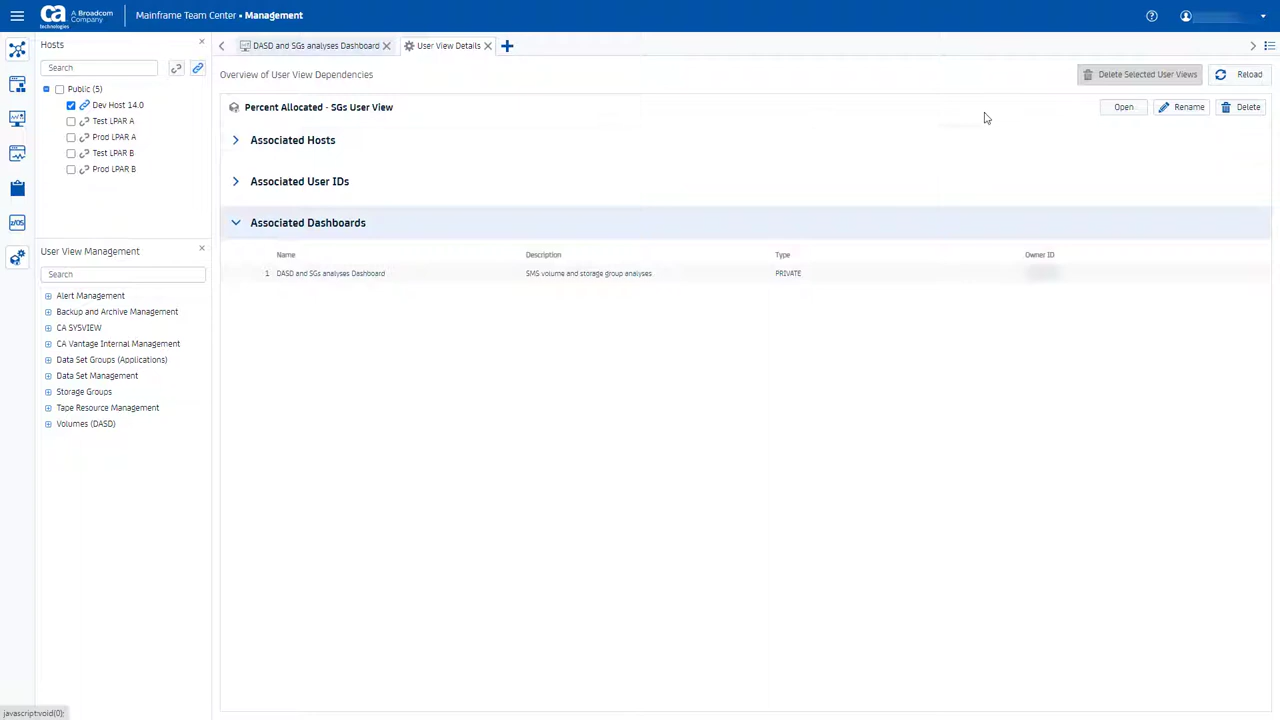 ca technologies A Broadcom Company Mainframe Team Center • Management
Hosts
Search
Public (5)
Dev Host 14.0
Test LPAR A
Prod LPAR A
Test LPAR B
Prod LPAR B
User View Management
Search
Alert Management
Backup and Archive Management
CA SYSVIEW
CA Vantage Internal Management
Data Set Groups (Applications)
Data Set Management
Storage Groups
Tape Resource Management
Volumes (DASD)
DASD and SGs analyses Dashboard User View Details
Overview of User View Dependencies Delete Selected User Views Reload
Percent Allocated - SGs User View Open Rename Delete
Associated Hosts
Associated User IDs
Associated Dashboards
Name Description Type Owner ID
1 DASD and SGs analyses Dashboard SMS volume and storage group analyses PRIVATE
z/OS
javascript:void(0);